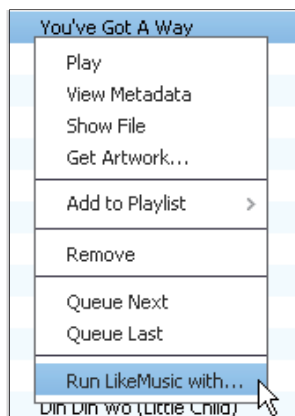 You've Got A Way
Play
View Metadata
Show File
Get Artwork...
Add to Playlist >
Remove
Queue Next
Queue Last
Run LikeMusic with...
Din Din Wo (Little Child)